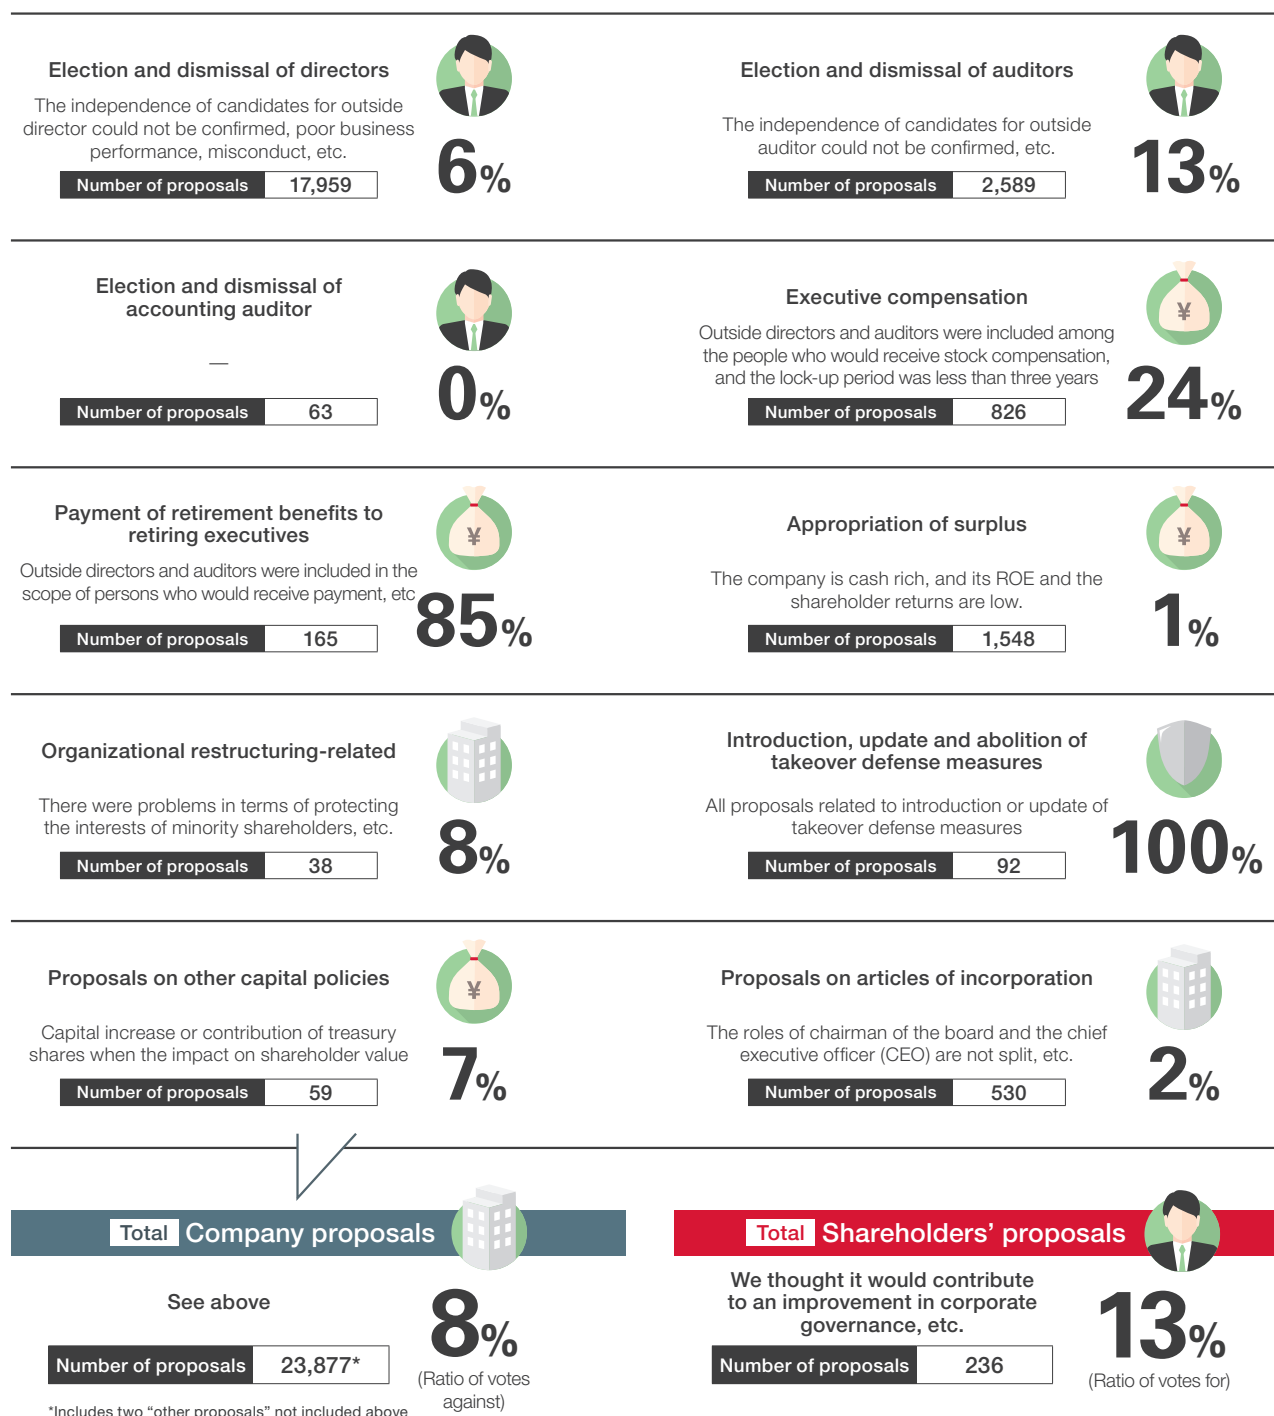 Election and dismissal of directors
The independence of candidates for outside
director could not be confirmed, poor business
performance, misconduct, etc.
Number of proposals 17,959
6%
Election and dismissal of auditors
The independence of candidates for outside
auditor could not be confirmed, etc.
Number of proposals 2,589
13%
Election and dismissal of
accounting auditor
—
Number of proposals 63
0%
Executive compensation
Outside directors and auditors were included among
the people who would receive stock compensation,
and the lock-up period was less than three years
Number of proposals 826
¥
24%
Payment of retirement benefits to
retiring executives
Outside directors and auditors were included in the
scope of persons who would receive payment, etc
Number of proposals 165
¥
85%
Appropriation of surplus
The company is cash rich, and its ROE and the
shareholder returns are low.
Number of proposals 1,548
¥
1%
Organizational restructuring-related
There were problems in terms of protecting
the interests of minority shareholders, etc.
Number of proposals 38
8%
Introduction, update and abolition of
takeover defense measures
All proposals related to introduction or update of
takeover defense measures
Number of proposals 92
100%
Proposals on other capital policies
Capital increase or contribution of treasury
shares when the impact on shareholder value
Number of proposals 59
¥
7%
Proposals on articles of incorporation
The roles of chairman of the board and the chief
executive officer (CEO) are not split, etc.
Number of proposals 530
2%
Total Company proposals
See above
Number of proposals 23,877*
8%
(Ratio of votes
against)
*Includes two “other proposals” not included above
Total Shareholders’ proposals
We thought it would contribute
to an improvement in corporate
governance, etc.
Number of proposals 236
13%
(Ratio of votes for)